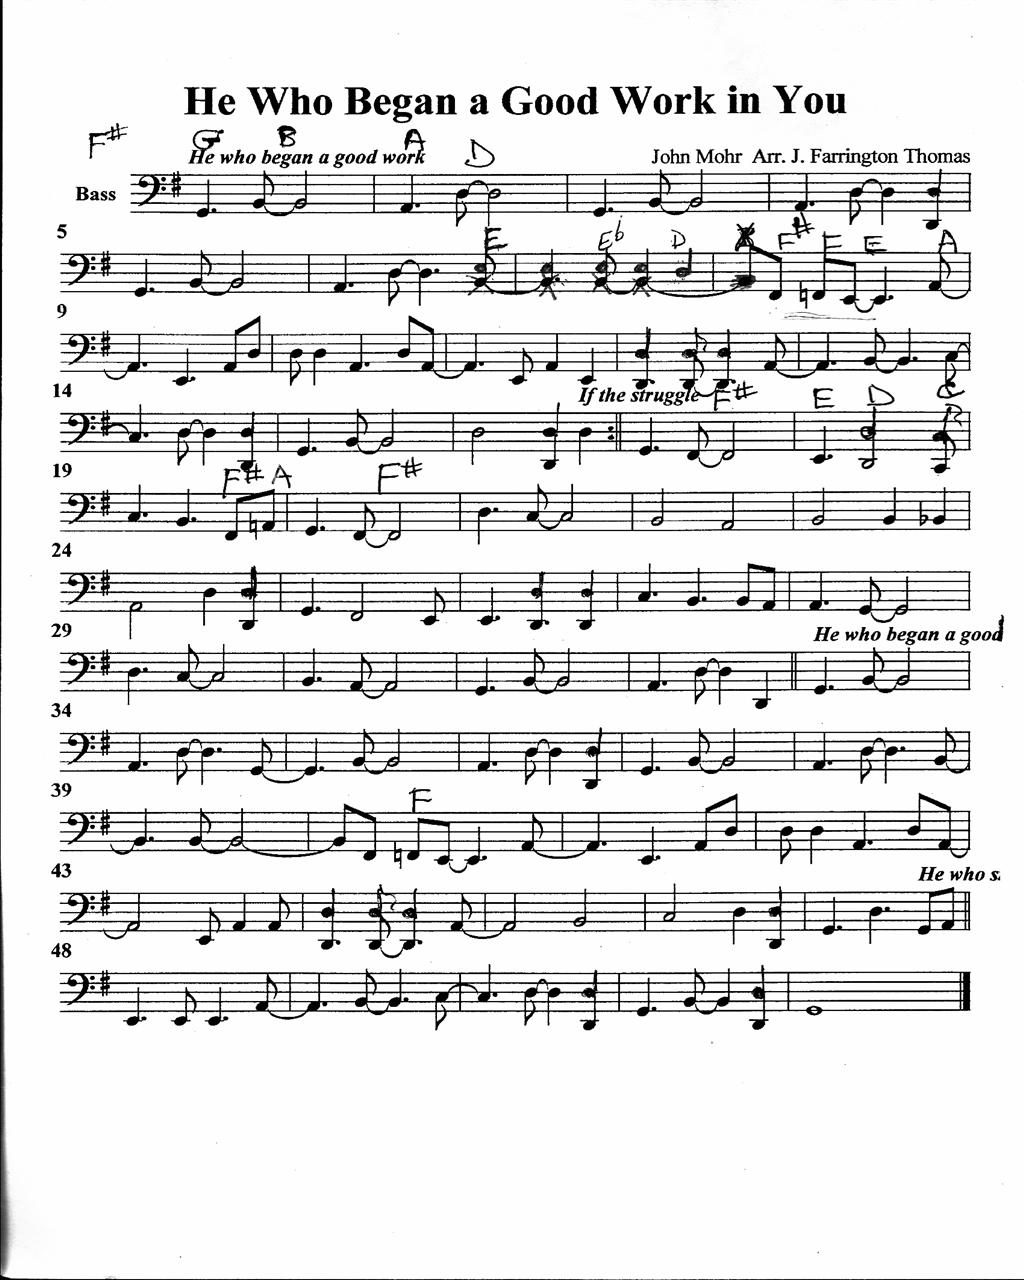 He Who Began a Good Work in You
F# G B A D
He who began a good work
John Mohr Arr. J. Farrington Thomas
Bass
5
E Eb D F# E E A
9
14
If the struggle
F# E D C
19
F# A F#
24
29
He who began a good
34
39
F
43
He who s
48